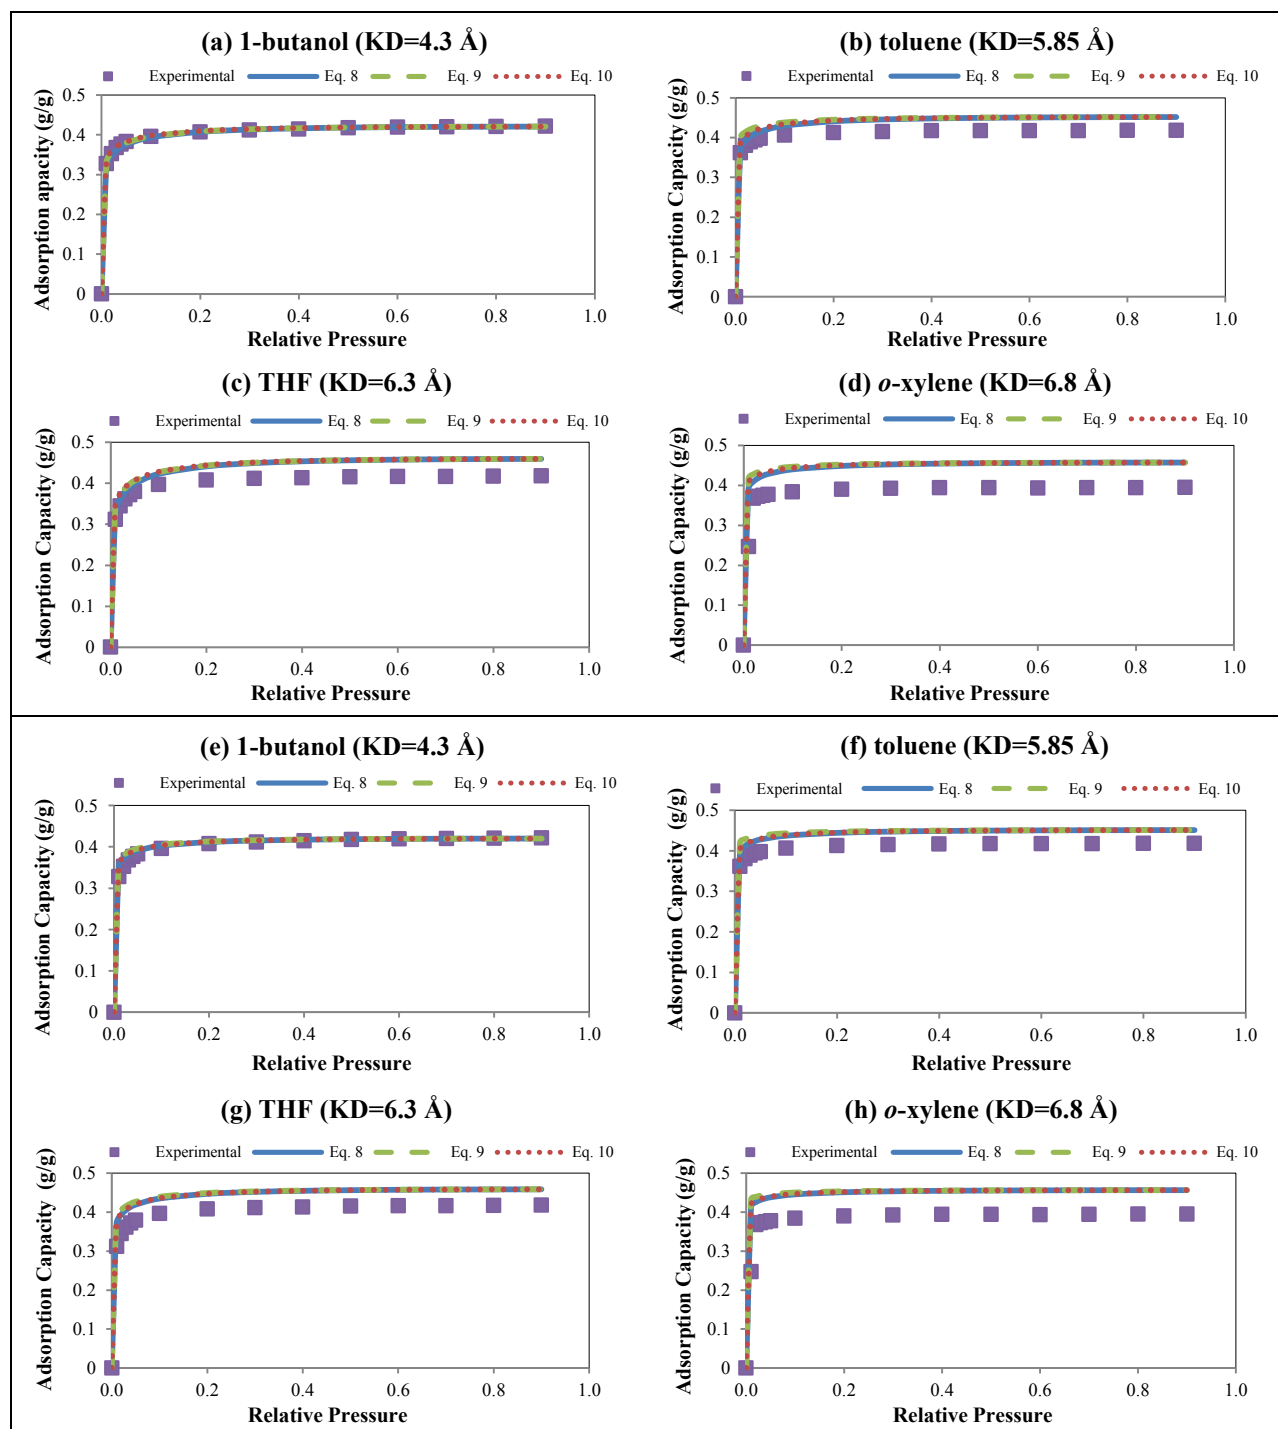 (a) 1-butanol (KD=4.3 Å)
Experimental Eq. 8 Eq. 9 Eq. 10
Adsorption apacity (g/g)
0.5
0.4
0.3
0.2
0.1
0
0.0 0.2 0.4 0.6 0.8 1.0
Relative Pressure
(b) toluene (KD=5.85 Å)
Experimental Eq. 8 Eq. 9 Eq. 10
Adsorption Capacity (g/g)
0.5
0.4
0.3
0.2
0.1
0
0.0 0.2 0.4 0.6 0.8 1.0
Relative Pressure
(c) THF (KD=6.3 Å)
Experimental Eq. 8 Eq. 9 Eq. 10
Adsorption Capacity (g/g)
0.5
0.4
0.3
0.2
0.1
0
0.0 0.2 0.4 0.6 0.8 1.0
Relative Pressure
(d) o-xylene (KD=6.8 Å)
Experimental Eq. 8 Eq. 9 Eq. 10
Adsorption Capacity (g/g)
0.5
0.4
0.3
0.2
0.1
0
0.0 0.2 0.4 0.6 0.8 1.0
Relative Pressure
(e) 1-butanol (KD=4.3 Å)
Experimental Eq. 8 Eq. 9 Eq. 10
Adsorption Capacity (g/g)
0.5
0.4
0.3
0.2
0.1
0
0.0 0.2 0.4 0.6 0.8 1.0
Relative Pressure
(f) toluene (KD=5.85 Å)
Experimental Eq. 8 Eq. 9 Eq. 10
Adsorption Capacity (g/g)
0.5
0.4
0.3
0.2
0.1
0
0.0 0.2 0.4 0.6 0.8 1.0
Relative Pressure
(g) THF (KD=6.3 Å)
Experimental Eq. 8 Eq. 9 Eq. 10
Adsorption Capacity (g/g)
0.5
0.4
0.3
0.2
0.1
0
0.0 0.2 0.4 0.6 0.8 1.0
Relative Pressure
(h) o-xylene (KD=6.8 Å)
Experimental Eq. 8 Eq. 9 Eq. 10
Adsorption Capacity (g/g)
0.5
0.4
0.3
0.2
0.1
0
0.0 0.2 0.4 0.6 0.8 1.0
Relative Pressure